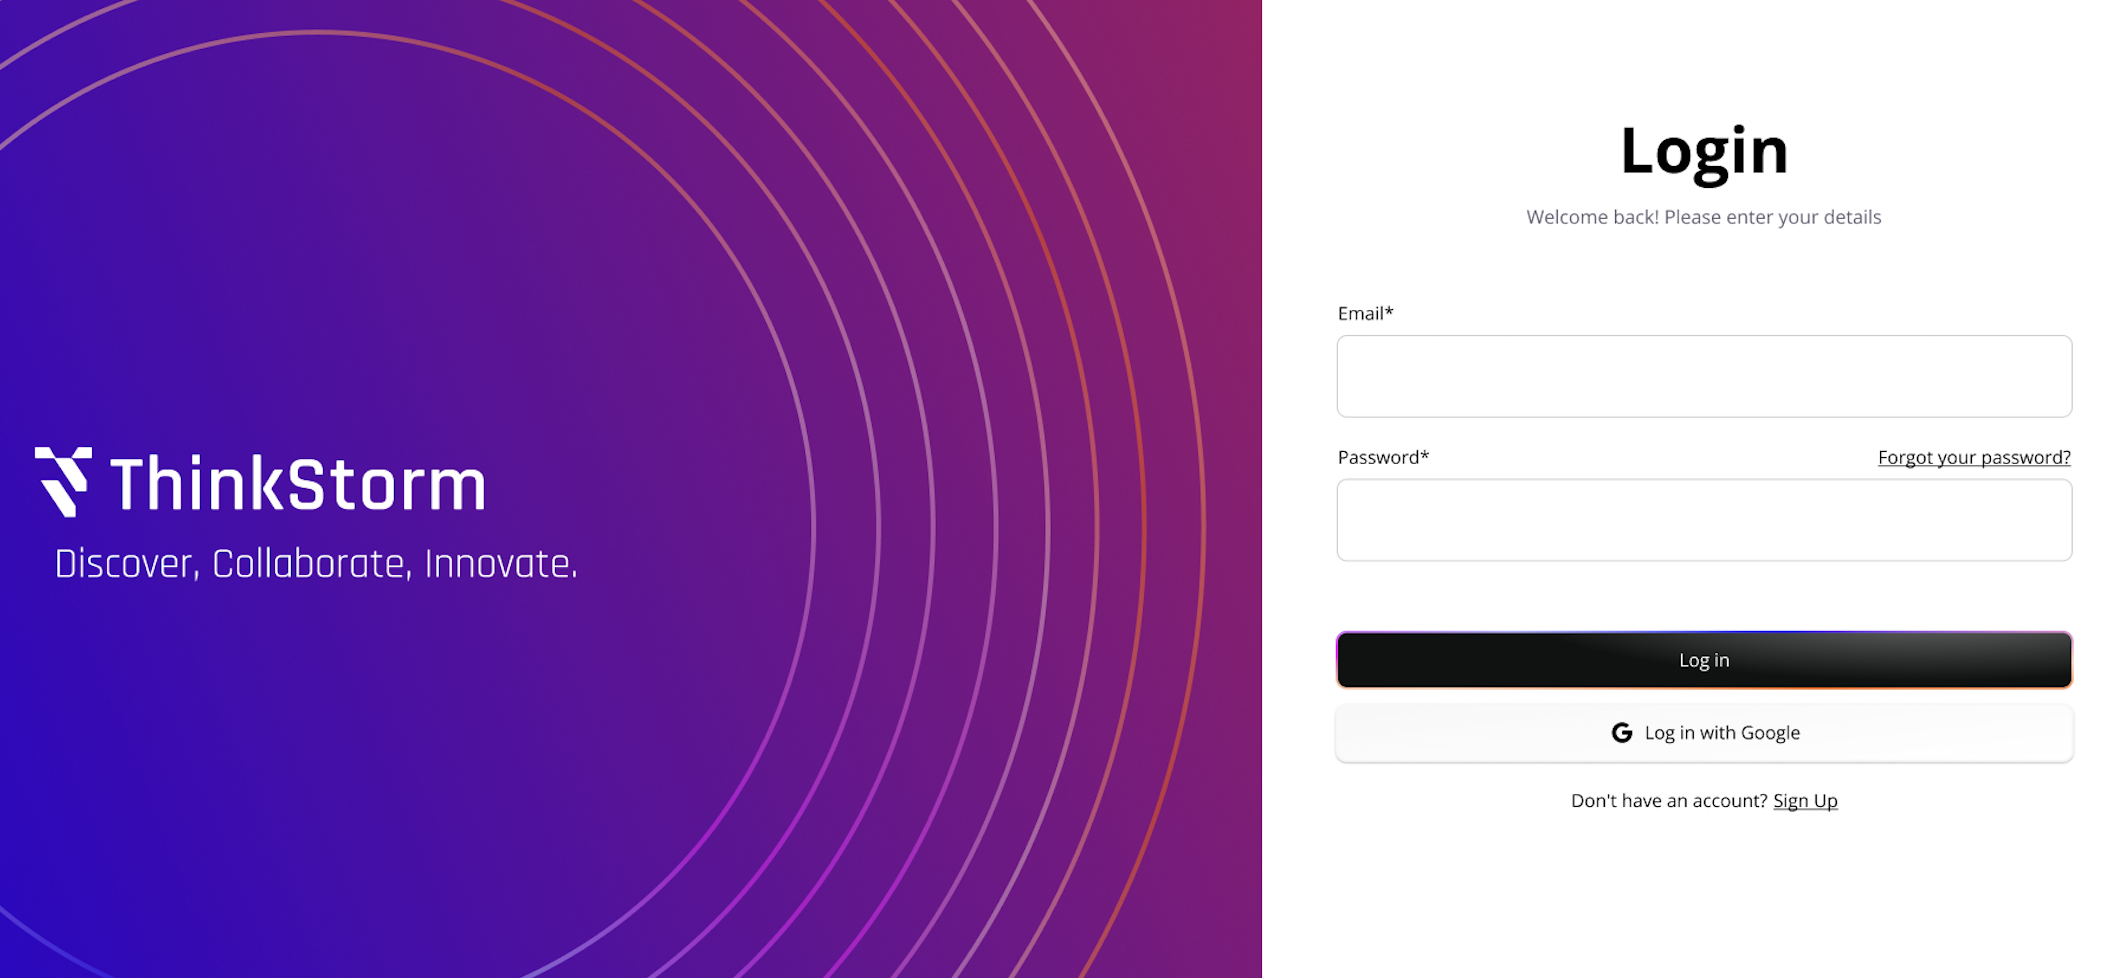 ThinkStorm
Discover, Collaborate, Innovate.
Login
Welcome back! Please enter your details
Email*
Password*
Forgot your password?
Log in
Log in with Google
Don't have an account? Sign Up